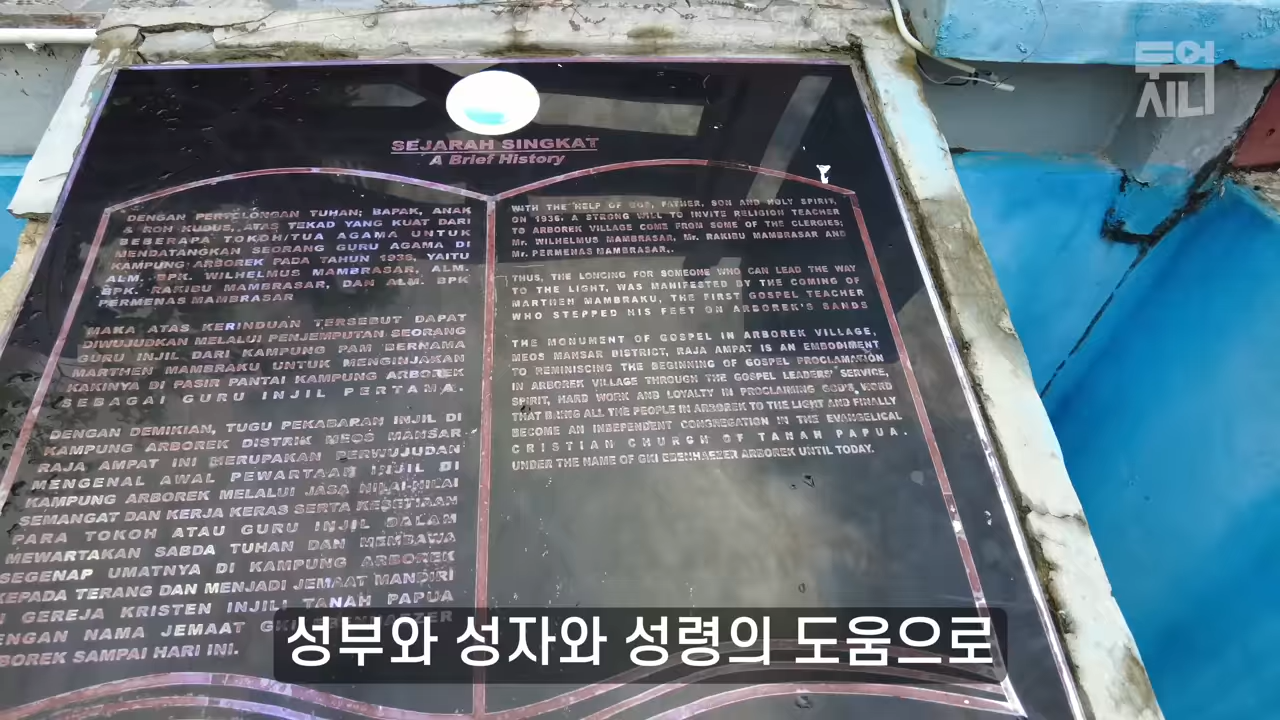 투어
시니
SEJARAH SINGKAT
A Brief History
DENGAN PERTOLONGAN TUHAN; BAPAK, ANAK
& ROH KUDUS, ATAS TEKAD YANG KUAT DARI
BEBERAPA TOKOH/TUA AGAMA UNTUK
MENDATANGKAN SEORANG GURU AGAMA DI
KAMPUNG ARBOREK PADA TAHUN 1936, YAITU
ALM. BPK. WILHELMUS MAMBRASAR, ALM.
BPK. RAKIBU MAMBRASAR, DAN ALM. BPK
PERMENAS MAMBRASAR
MAKA ATAS KERINDUAN TERSEBUT DAPAT
DIWUJUDKAN MELALUI PENJEMPUTAN SEORANG
GURU INJIL DARI KAMPUNG PAM BERNAMA
MARTHEN MAMBRAKU UNTUK MENGINJAKAN
KAKINYA DI PASIR PANTAI KAMPUNG ARBOREK
SEBAGAI GURU INJIL PERTAMA.
DENGAN DEMIKIAN, TUGU PEKABARAN INJIL DI
KAMPUNG ARBOREK DISTRIK MEOS MANSAR
RAJA AMPAT INI MERUPAKAN PERWUJUDAN
MENGENAL AWAL PEWARTAAN INJIL DI
KAMPUNG ARBOREK MELALUI JASA NILAI-NILAI
SEMANGAT DAN KERJA KERAS SERTA KESETIAAN
PARA TOKOH ATAU GURU INJIL DALAM
MEWARTAKAN SABDA TUHAN DAN MEMBAWA
SEGENAP UMATNYA DI KAMPUNG ARBOREK
KEPADA TERANG DAN MENJADI JEMAAT MANDIRI
GEREJA KRISTEN INJILI TANAH PAPUA
DENGAN NAMA JEMAAT GKI
SAMPAI HARI INI.
WITH THE HELP OF GOD, FATHER, SON AND HOLY SPIRIT,
ON 1936. A STRONG WILL TO INVITE RELIGION TEACHER
TO ARBOREK VILLAGE COME FROM SOME OF THE CLERGIES
Mr. WILHELMUS MAMBRASAR, Mr. RAKIBU MAMBRASAR AND
Mr. PERMENAS MAMBRASAR,.
THUS, THE LONGING FOR SOMEONE WHO CAN LEAD THE WAY
TO THE LIGHT, WAS MANIFESTED BY THE COMING OF
MARTHEN MAMBRAKU, THE FIRST GOSPEL TEACHER
WHO STEPPED HIS FEET ON ARBOREK'S SANDS
THE MONUMENT OF GOSPEL IN ARBOREK VILLAGE,
MEOS MANSAR DISTRICT, RAJA AMPAT IS AN EMBODIMENT
TO REMINISCING THE BEGINNING OF GOSPEL PROCLAMATION
IN ARBOREK VILLAGE THROUGH THE GOSPEL LEADERS' SERVICE,
SPIRIT, HARD WORK AND LOYALTY IN PROCLAIMING GOD'S WORD
THAT BRING ALL THE PEOPLE IN ARBOREK TO THE LIGHT AND FINALLY
BECOME AN INDEPENDENT CONGREGATION IN THE EVANGELICAL
CRISTIAN CHURCH OF TANAH PAPUA.
UNDER THE NAME OF GKI EBENHAEZER ARBOREK UNTIL TODAY.
성부와 성자와 성령의 도움으로